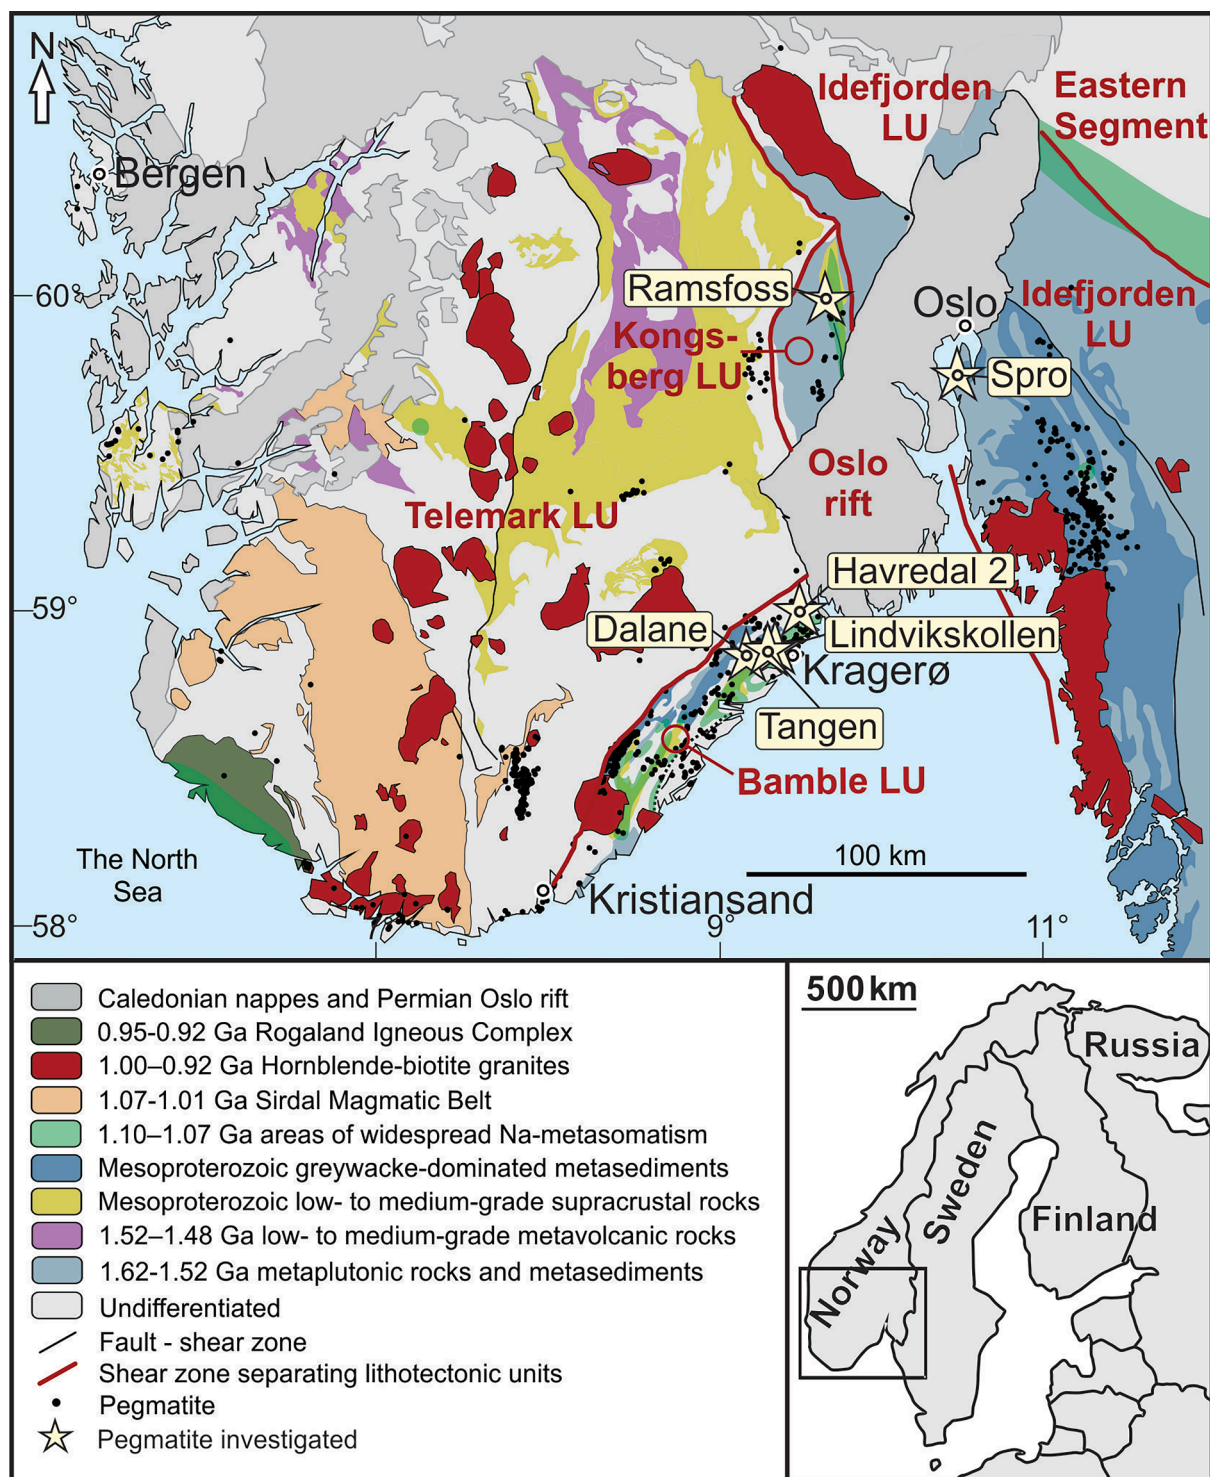 N
Bergen
Idefjorden
LU
Eastern
Segment
60°
Ramsfoss
Kongs-
berg LU
Oslo
Idefjorden
LU
Spro
Oslo
rift
Telemark LU
59°
Havredal 2
Dalane
Lindvikskollen
Kragerø
Tangen
Bamble LU
100 km
The North
Sea
Kristiansand
58°
9°
11°
Caledonian nappes and Permian Oslo rift
0.95-0.92 Ga Rogaland Igneous Complex
1.00–0.92 Ga Hornblende-biotite granites
1.07-1.01 Ga Sirdal Magmatic Belt
1.10–1.07 Ga areas of widespread Na-metasomatism
Mesoproterozoic greywacke-dominated metasediments
Mesoproterozoic low- to medium-grade supracrustal rocks
1.52–1.48 Ga low- to medium-grade metavolcanic rocks
1.62-1.52 Ga metaplutonic rocks and metasediments
Undifferentiated
Fault - shear zone
Shear zone separating lithotectonic units
Pegmatite
Pegmatite investigated
500 km
Russia
Sweden
Finland
Norway